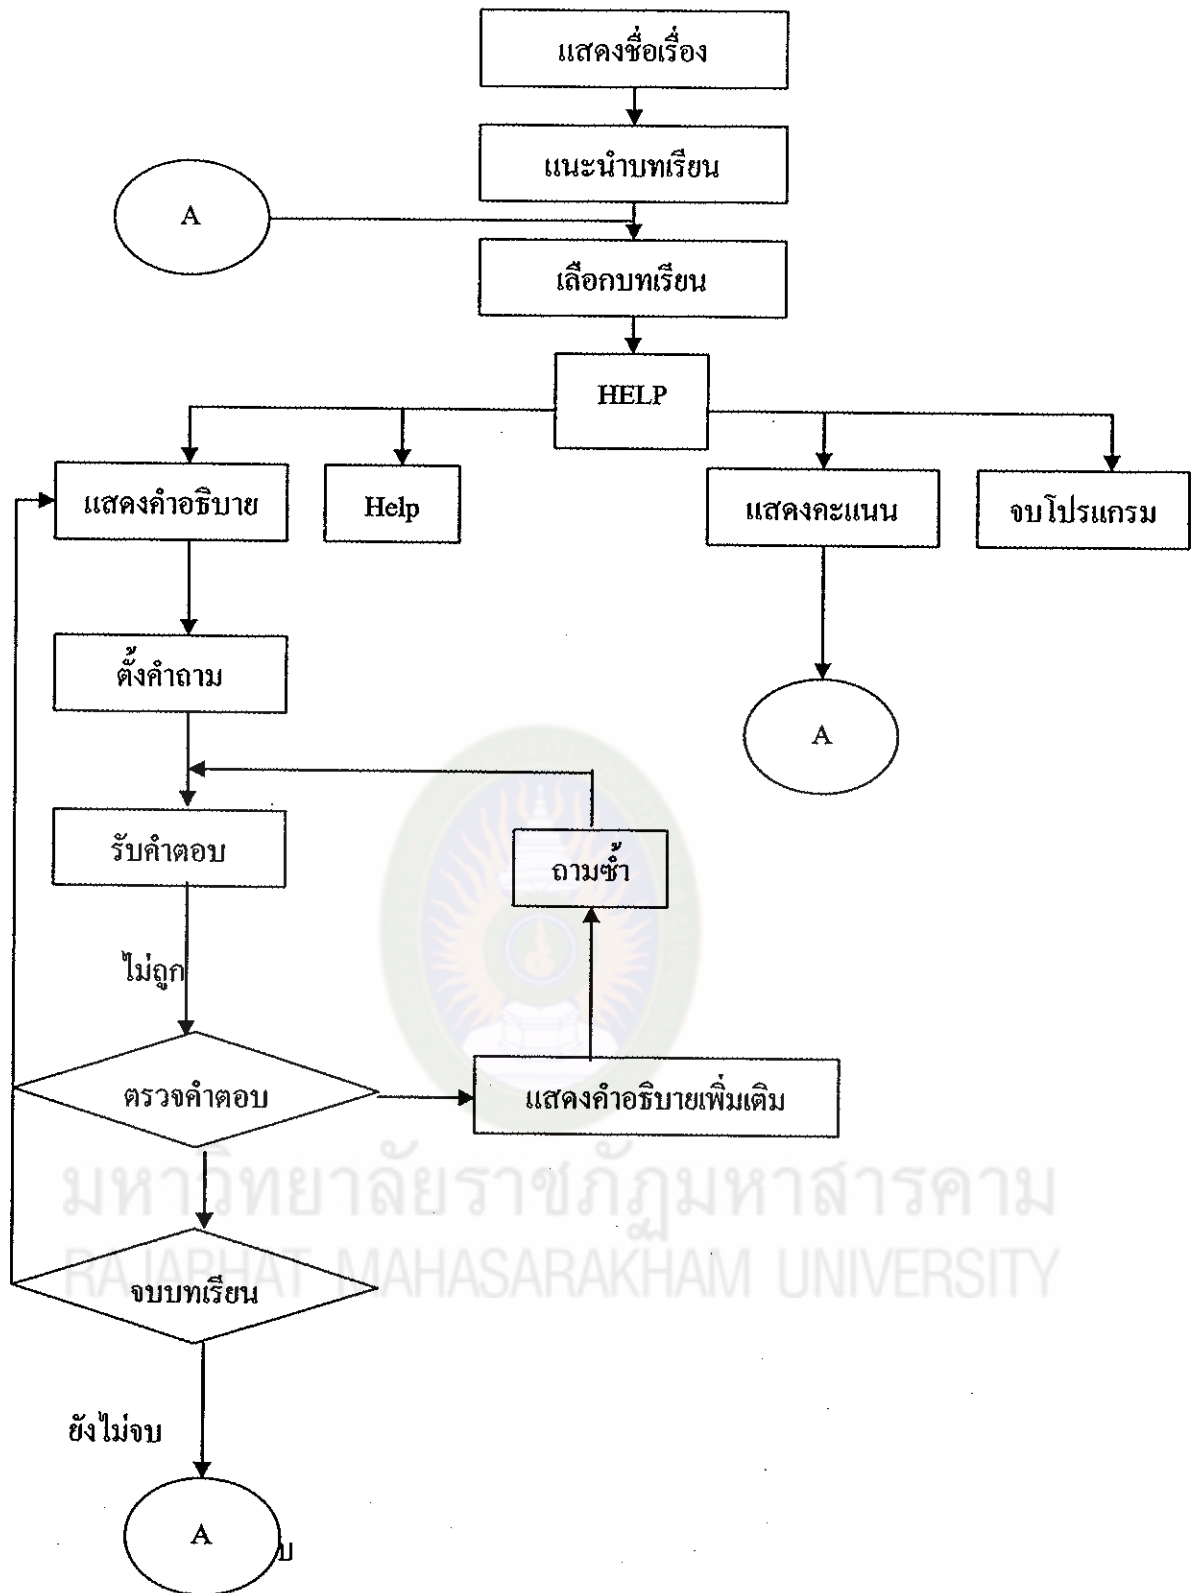 แสดงชื่อเรื่อง
แนะนำบทเรียน
A
เลือกบทเรียน
HELP
แสดงคำอธิบาย
Help
แสดงคะแนน
จบโปรแกรม
ตั้งคำถาม
A
รับคำตอบ
ถามซ้ำ
ไม่ถูก
ตรวจคำตอบ
แสดงคำอธิบายเพิ่มเติม
มหาวิทยาลัยราชภัฏมหาสารคาม
RAJABHAT MAHASARAKHAM UNIVERSITY
จบบทเรียน
ยังไม่จบ
A